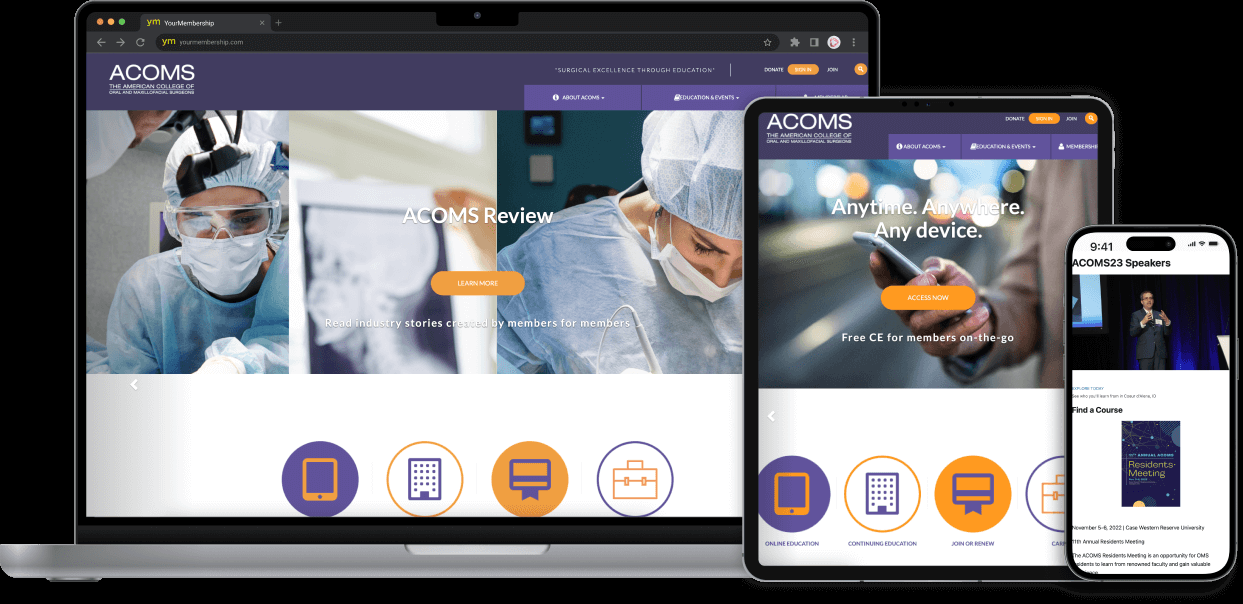 ym YourMembership
ym yourmembership.com
ACOMS
THE AMERICAN COLLEGE OF
ORAL AND MAXILLOFACIAL SURGEONS
"SURGICAL EXCELLENCE THROUGH EDUCATION"
DONATE
SIGN IN
JOIN
ABOUT ACOMS
EDUCATION & EVENTS
ACOMS Review
LEARN MORE
Read industry stories created by members for members
ACOMS
THE AMERICAN COLLEGE OF
ORAL AND MAXILLOFACIAL SURGEONS
DONATE
SIGN IN
JOIN
ABOUT ACOMS
EDUCATION & EVENTS
MEMBERSHI
Anytime. Anywhere.
Any device.
ACCESS NOW
Free CE for members on-the-go
ONLINE EDUCATION
CONTINUING EDUCATION
JOIN OR RENEW
9:41
ACOMS23 Speakers
EXPLORE TODAY
See who you'll learn from in Coeur d'Alene, ID
Find a Course
11TH ANNUAL ACOMS
Residents
Meeting
November 5-6, 2022 | Case Western Reserve University
11th Annual Residents Meeting
The ACOMS Residents Meeting is an opportunity for OMS
residents to learn from renowned faculty and gain valuable